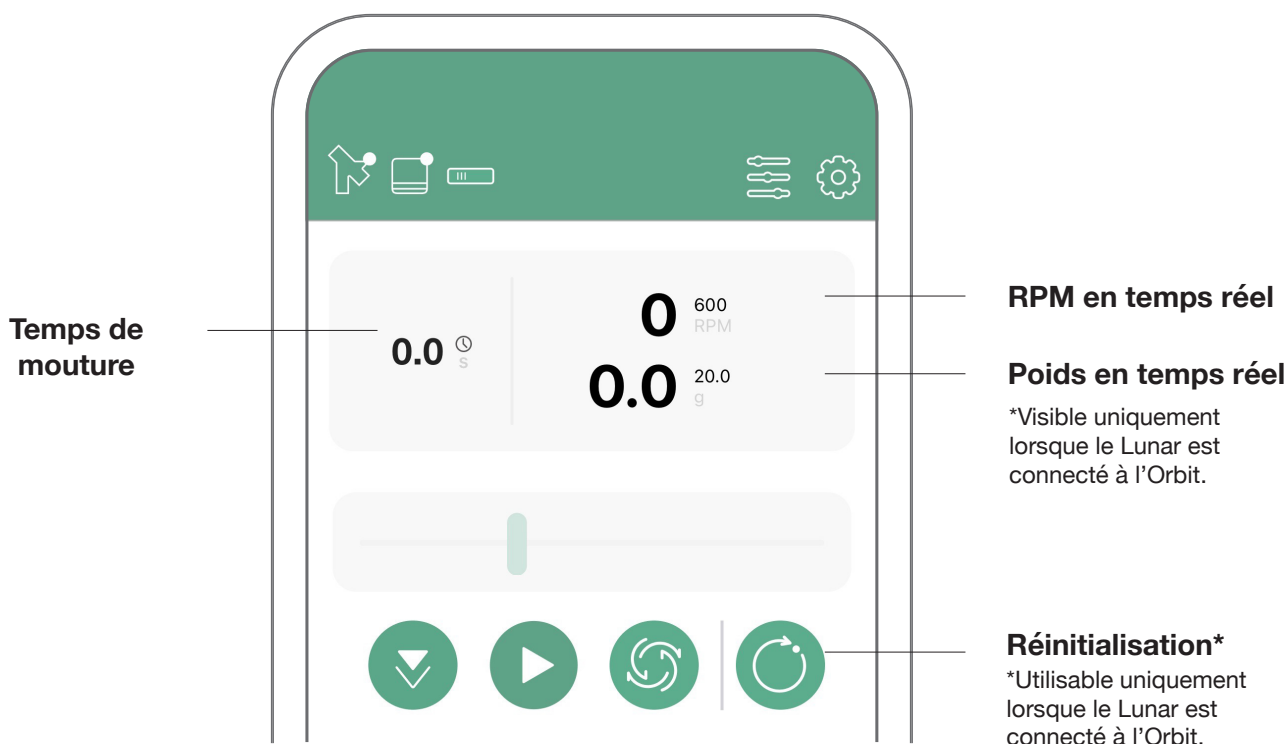 Temps de
mouture
0.0 s
0 600
RPM
0.0 20.0
g
RPM en temps réel
Poids en temps réel
*Visible uniquement
lorsque le Lunar est
connecté à l’Orbit.
Réinitialisation*
*Utilisable uniquement
lorsque le Lunar est
connecté à l’Orbit.